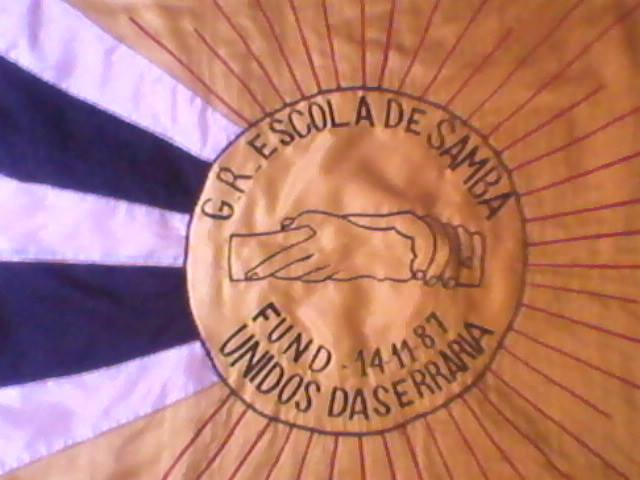 G.R. ESCOLA DE SAMBA
FUND - 14-11-87
UNIDOS DA SERRARIA